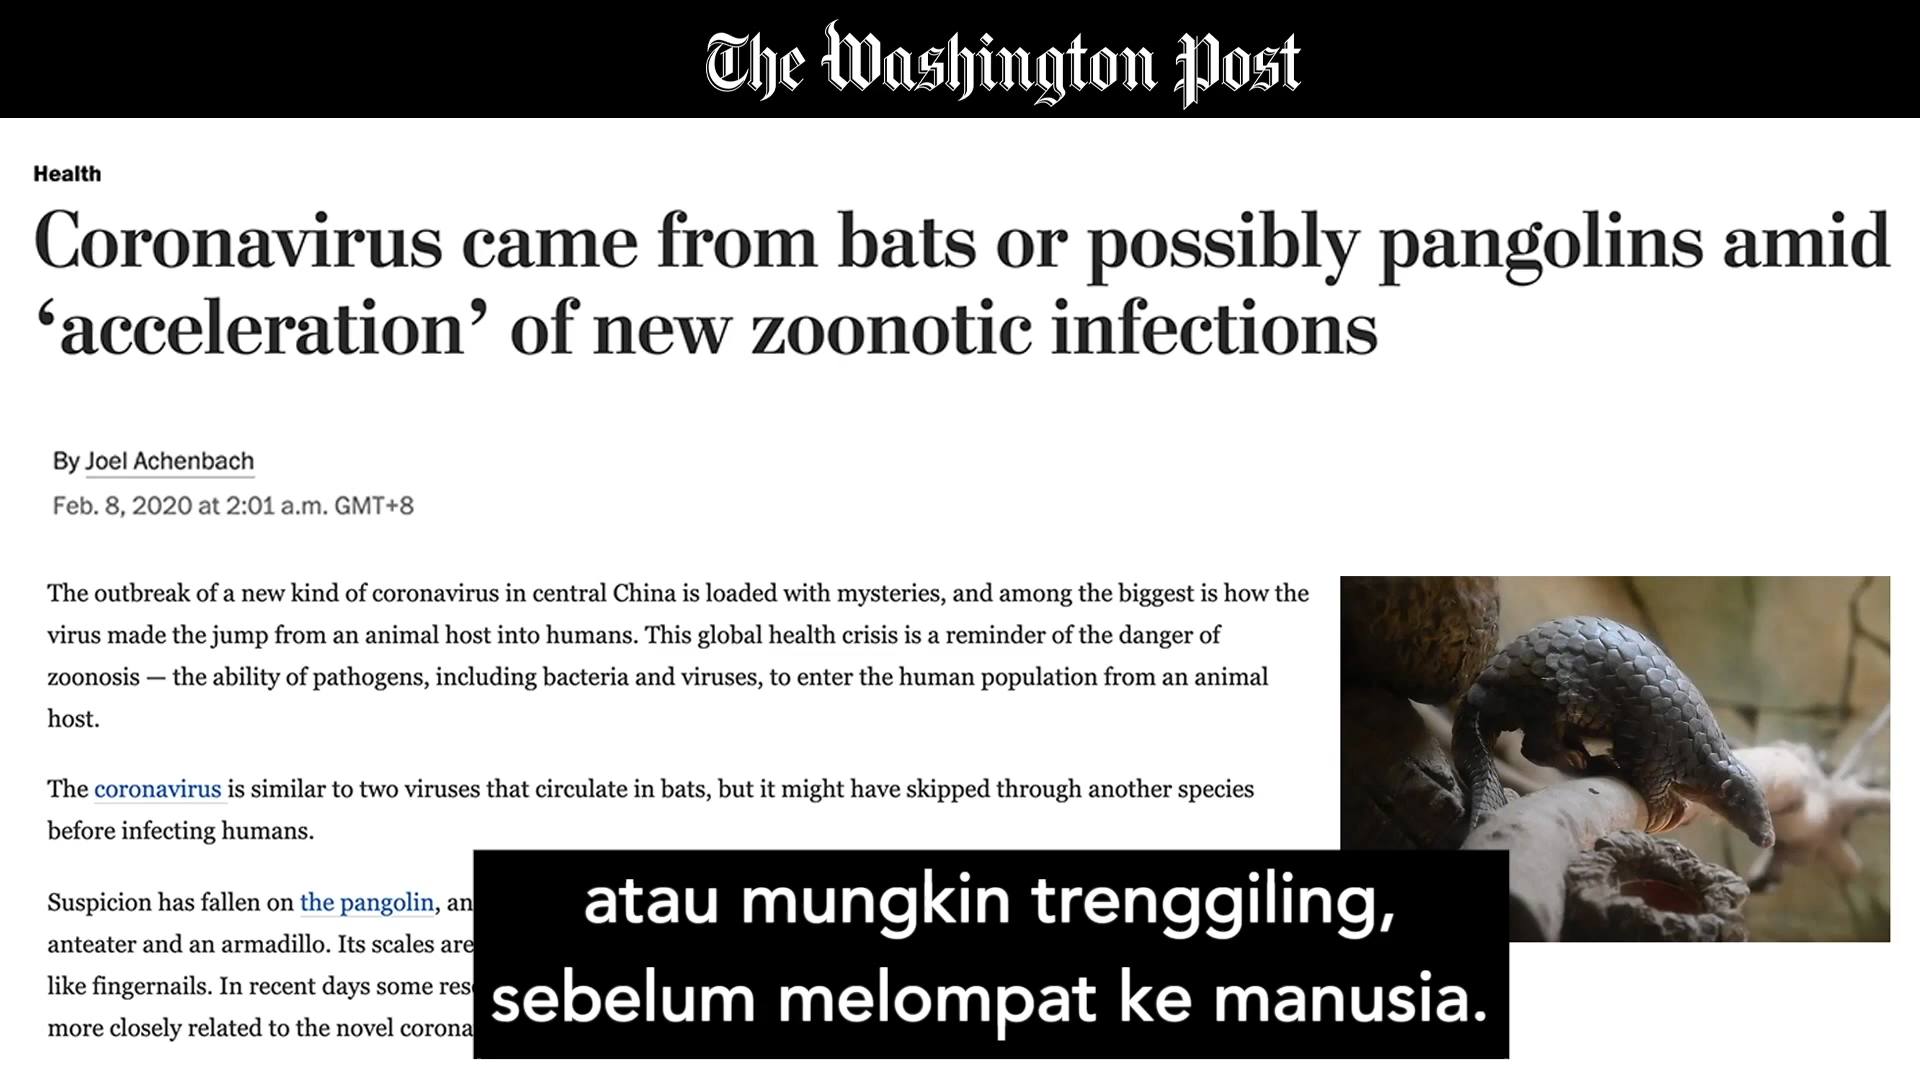 The Washington Post
Health
Coronavirus came from bats or possibly pangolins amid
‘acceleration’ of new zoonotic infections
By Joel Achenbach
Feb. 8, 2020 at 2:01 a.m. GMT+8
The outbreak of a new kind of coronavirus in central China is loaded with mysteries, and among the biggest is how the
virus made the jump from an animal host into humans. This global health crisis is a reminder of the danger of
zoonosis — the ability of pathogens, including bacteria and viruses, to enter the human population from an animal
host.
The coronavirus is similar to two viruses that circulate in bats, but it might have skipped through another species
before infecting humans.
Suspicion has fallen on the pangolin,
anteater and an armadillo. Its scales are
like fingernails. In recent days some
more closely related to the novel
atau mungkin trenggiling,
sebelum melompat ke manusia.